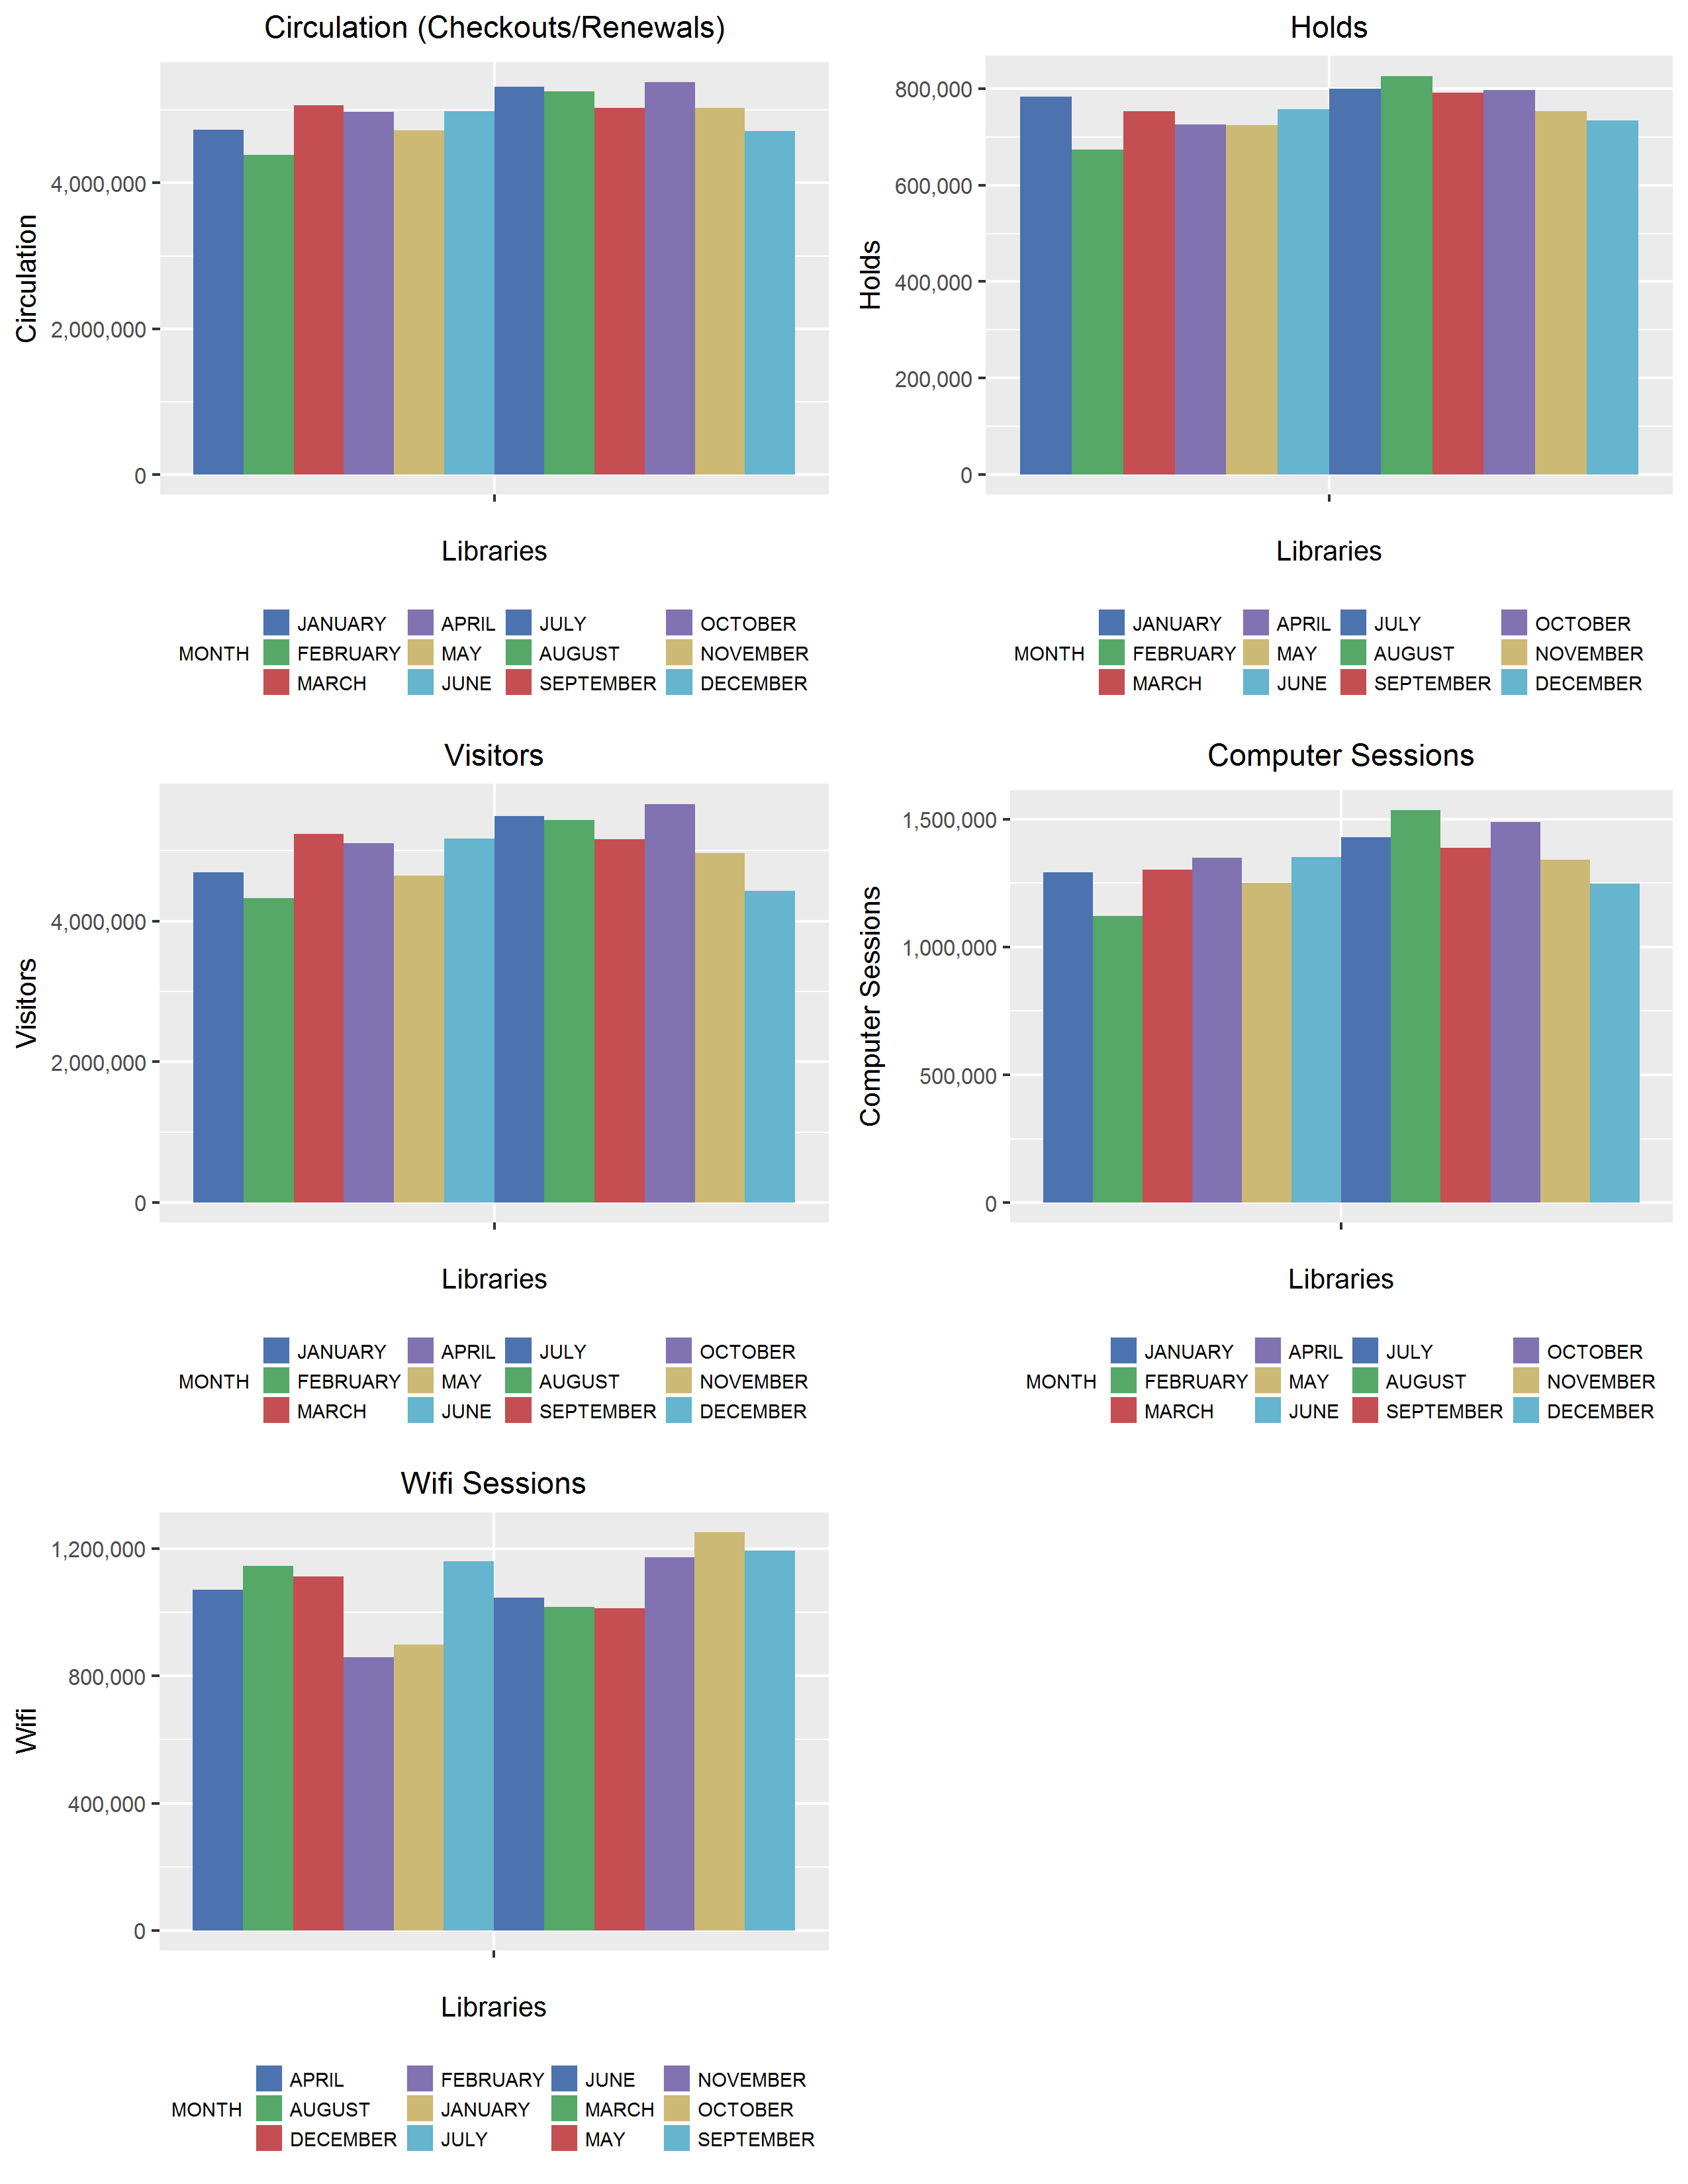 Circulation (Checkouts/Renewals)
Circulation
4,000,000
2,000,000
0
Libraries
MONTH
JANUARY APRIL JULY OCTOBER
FEBRUARY MAY AUGUST NOVEMBER
MARCH JUNE SEPTEMBER DECEMBER
Holds
Holds
800,000
600,000
400,000
200,000
0
Libraries
MONTH
JANUARY APRIL JULY OCTOBER
FEBRUARY MAY AUGUST NOVEMBER
MARCH JUNE SEPTEMBER DECEMBER
Visitors
Visitors
4,000,000
2,000,000
0
Libraries
MONTH
JANUARY APRIL JULY OCTOBER
FEBRUARY MAY AUGUST NOVEMBER
MARCH JUNE SEPTEMBER DECEMBER
Computer Sessions
Computer Sessions
1,500,000
1,000,000
500,000
0
Libraries
MONTH
JANUARY APRIL JULY OCTOBER
FEBRUARY MAY AUGUST NOVEMBER
MARCH JUNE SEPTEMBER DECEMBER
Wifi Sessions
Wifi
1,200,000
800,000
400,000
0
Libraries
MONTH
APRIL FEBRUARY JUNE NOVEMBER
AUGUST JANUARY MARCH OCTOBER
DECEMBER JULY MAY SEPTEMBER